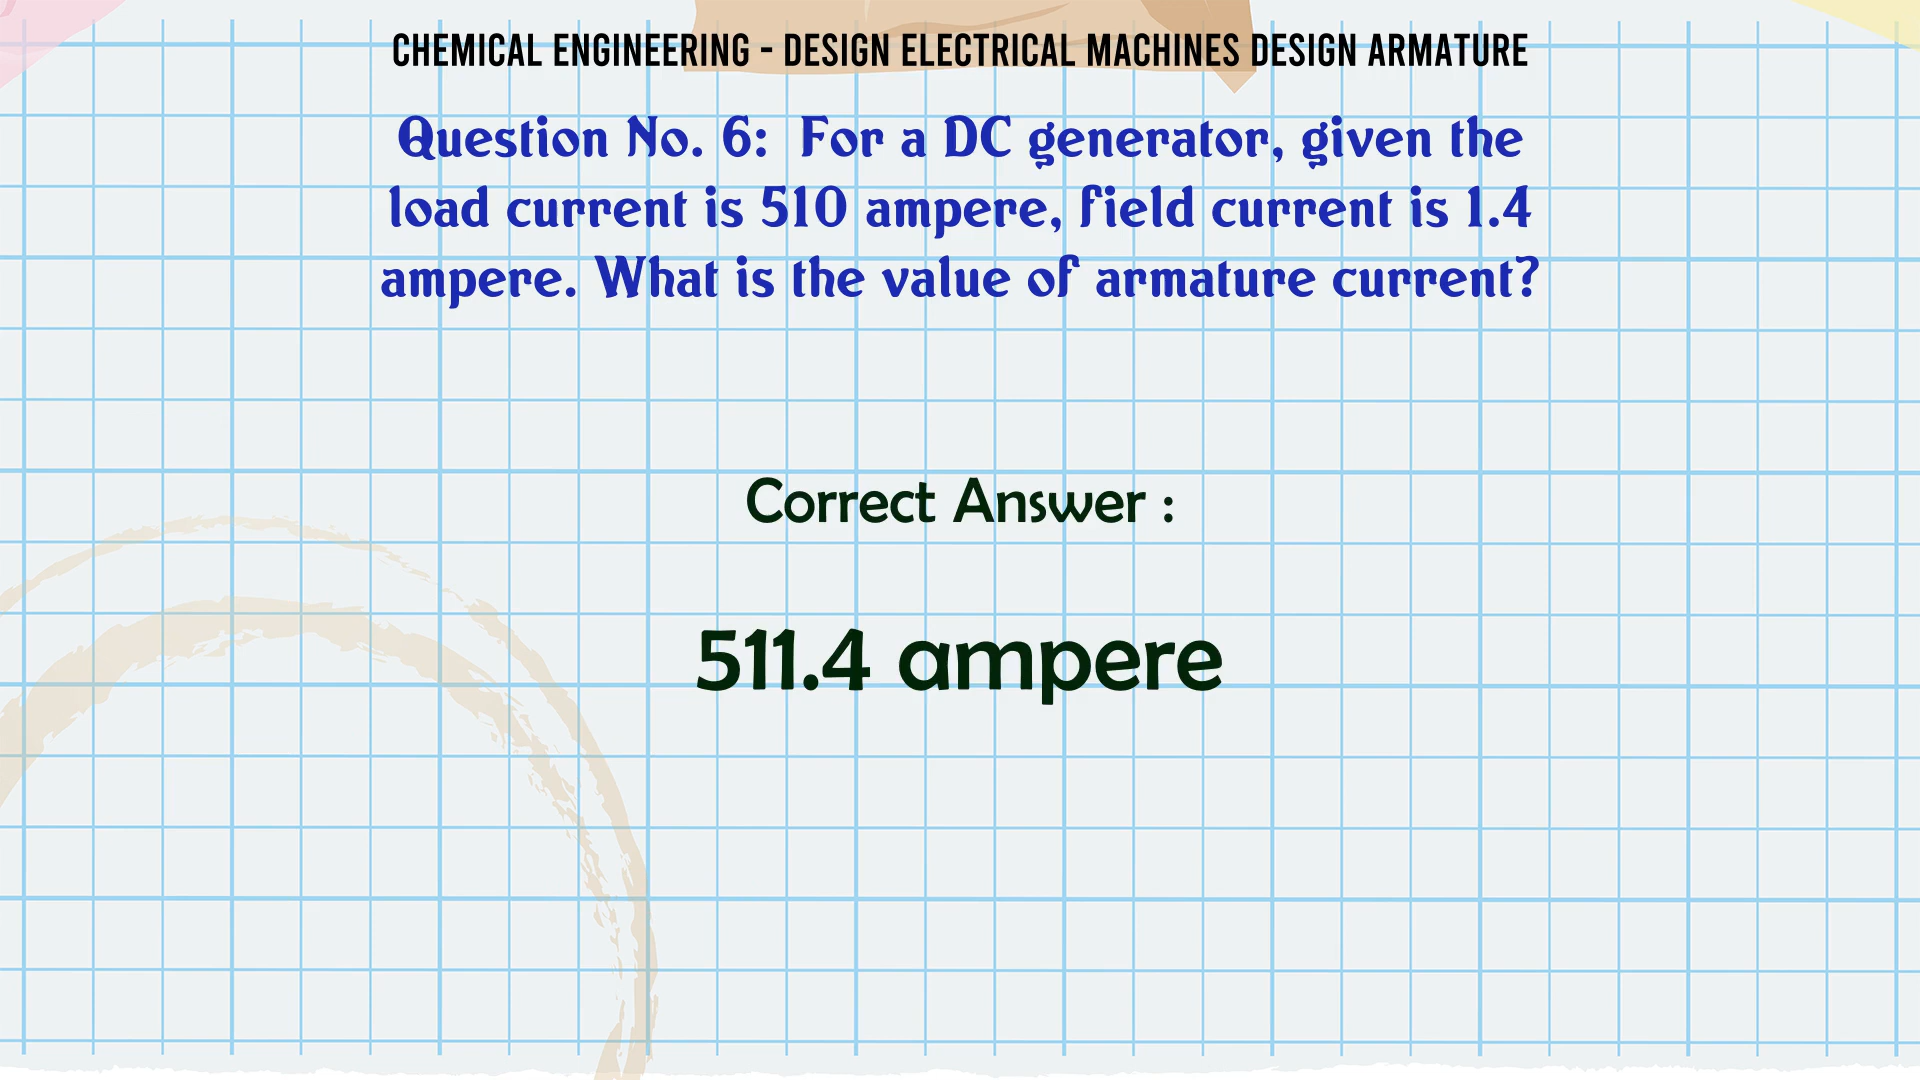 CHEMICAL ENGINEERING - DESIGN ELECTRICAL MACHINES DESIGN ARMATURE
Question No. 6:  For a DC generator, given the
load current is 510 ampere, field current is 1.4
ampere. What is the value of armature current?
Correct Answer :
511.4 ampere